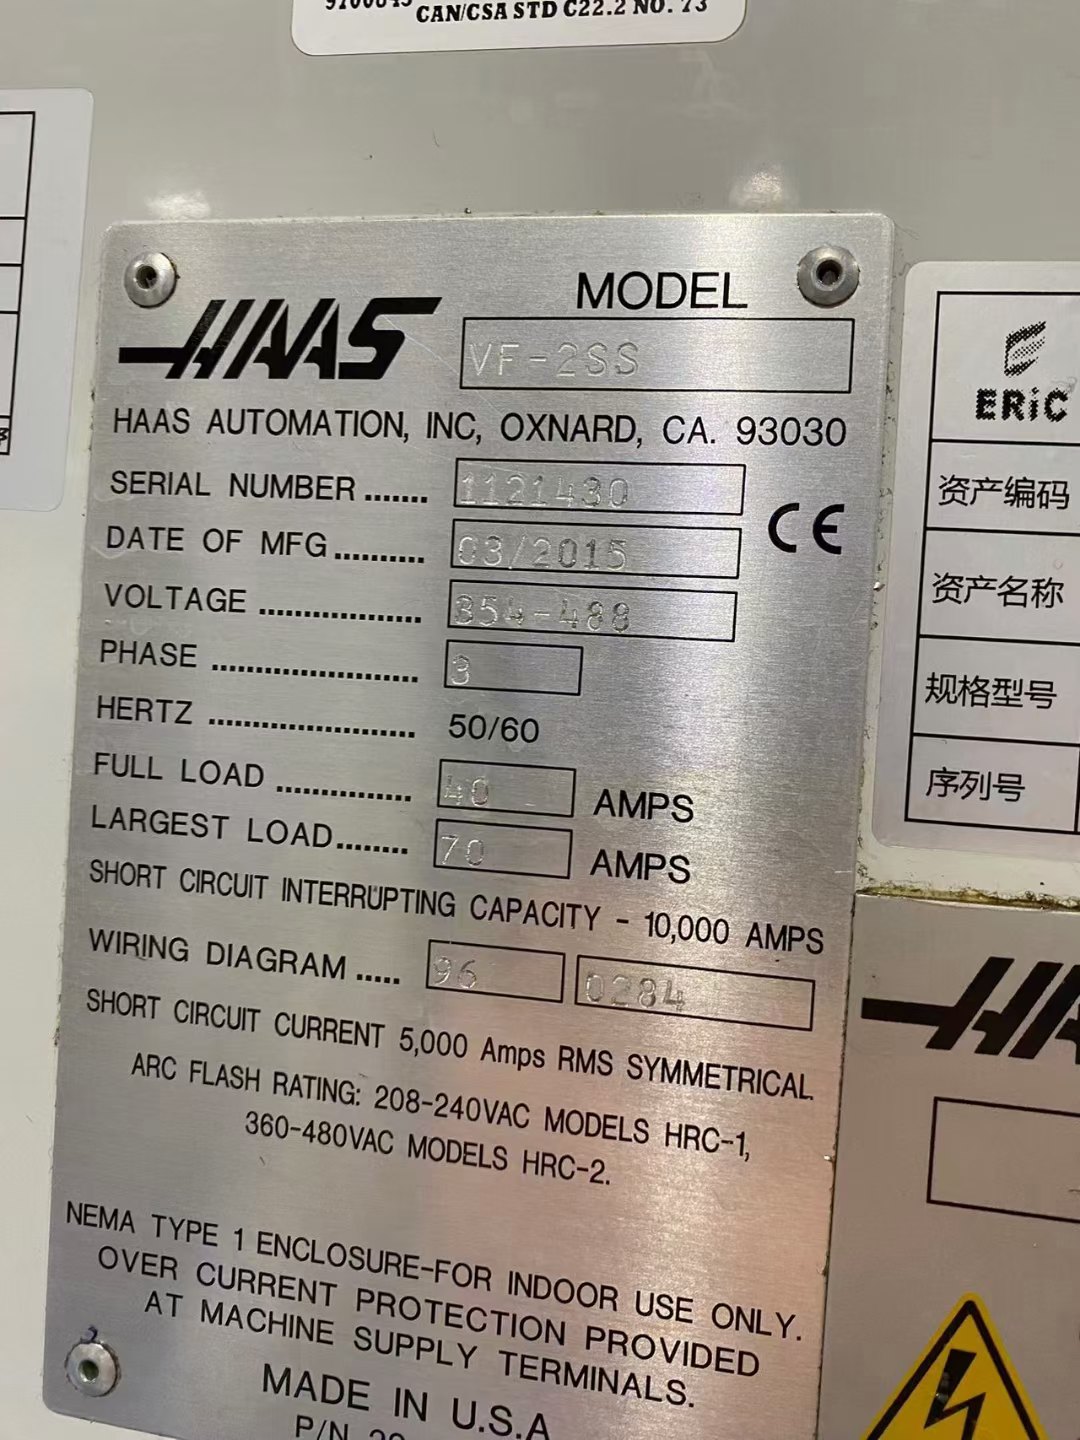 CAN/CSA STD C22.2 NO. 73
HAAS
MODEL
VF-2SS
HAAS AUTOMATION, INC, OXNARD, CA. 93030
SERIAL NUMBER ....... 1121430
DATE OF MFG .......... 03/2015
CE
VOLTAGE ................ 354-488
PHASE ........................ 3
HERTZ ........................ 50/60
FULL LOAD ................ 40 AMPS
LARGEST LOAD ........ 70 AMPS
SHORT CIRCUIT INTERRUPTING CAPACITY - 10,000 AMPS
WIRING DIAGRAM ..... 96 0284
SHORT CIRCUIT CURRENT 5,000 Amps RMS SYMMETRICAL
ARC FLASH RATING: 208-240VAC MODELS HRC-1,
360-480VAC MODELS HRC-2.
NEMA TYPE 1 ENCLOSURE-FOR INDOOR USE ONLY.
OVER CURRENT PROTECTION PROVIDED
AT MACHINE SUPPLY TERMINALS.
MADE IN U.S.A
P/N
ERiC
资产编码
资产名称
规格型号
序列号